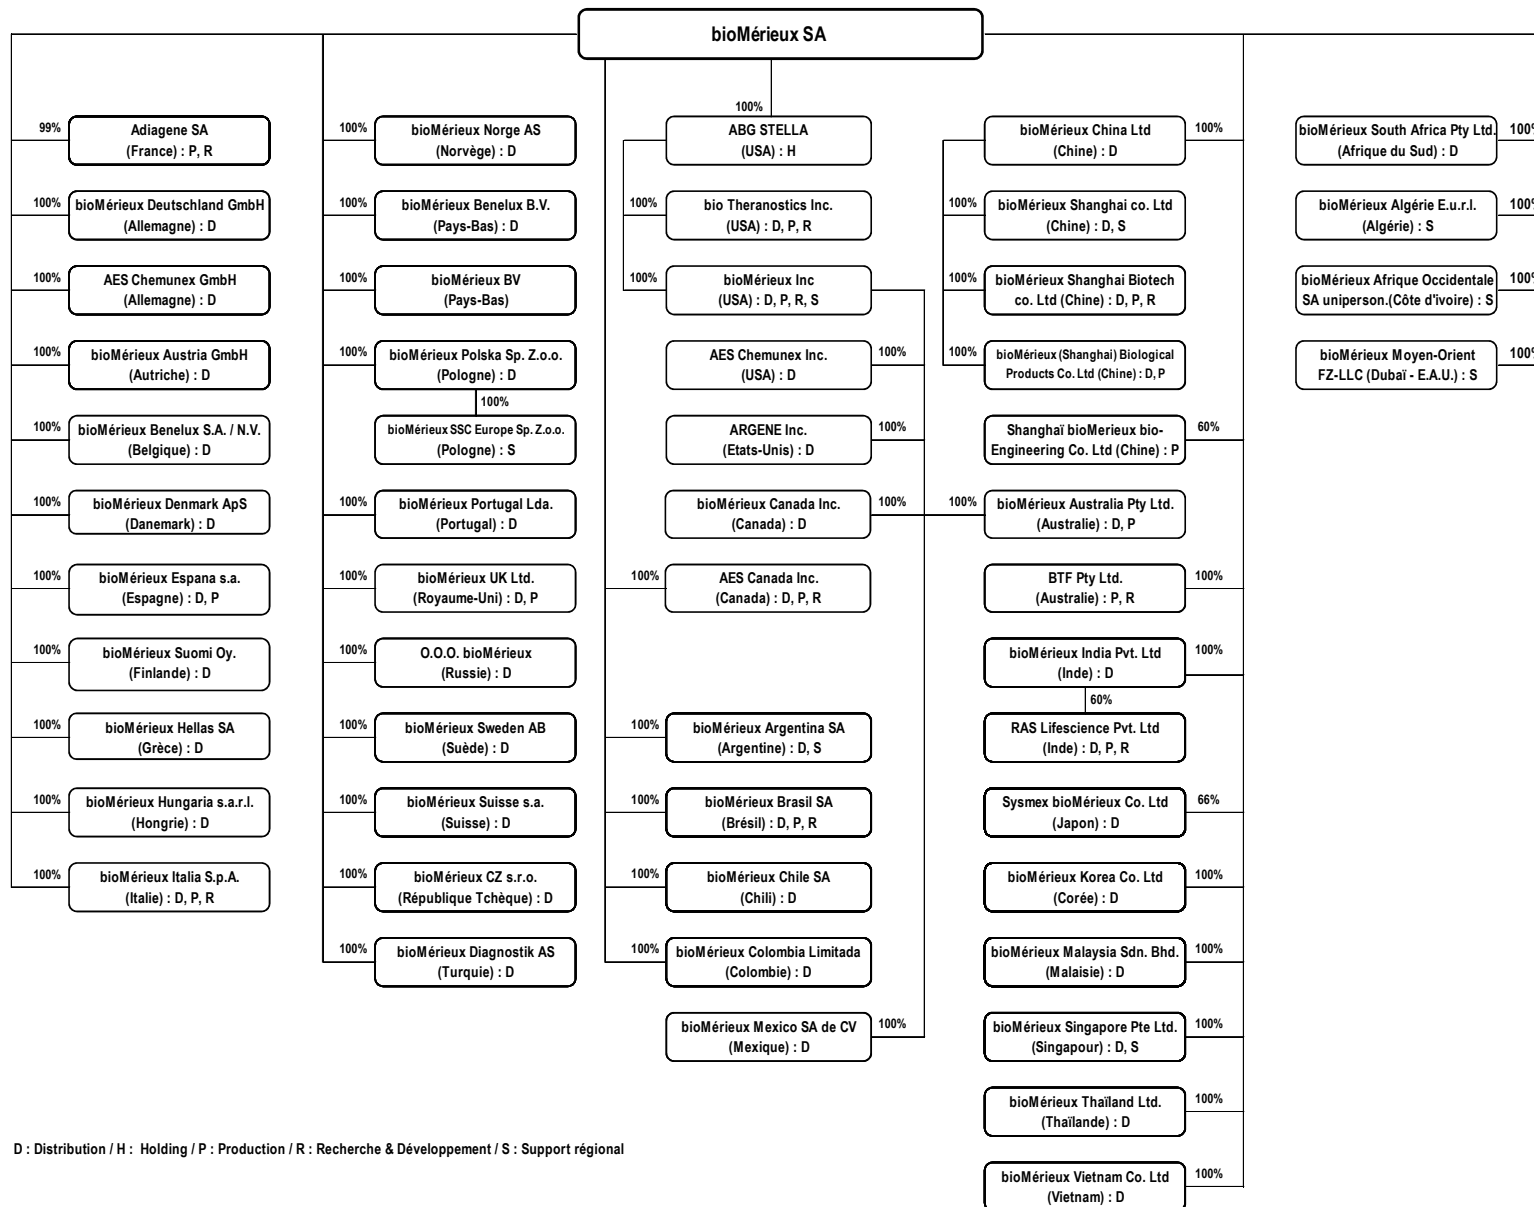 bioMérieux SA
99%
Adiagene SA
(France) : P, R
100%
bioMérieux Deutschland GmbH
(Allemagne) : D
100%
AES Chemunex GmbH
(Allemagne) : D
100%
bioMérieux Austria GmbH
(Autriche) : D
100%
bioMérieux Benelux S.A. / N.V.
(Belgique) : D
100%
bioMérieux Denmark ApS
(Danemark) : D
100%
bioMérieux Espana s.a.
(Espagne) : D, P
100%
bioMérieux Suomi Oy.
(Finlande) : D
100%
bioMérieux Hellas SA
(Grèce) : D
100%
bioMérieux Hungaria s.a.r.l.
(Hongrie) : D
100%
bioMérieux Italia S.p.A.
(Italie) : D, P, R
100%
bioMérieux Norge AS
(Norvège) : D
100%
bioMérieux Benelux B.V.
(Pays-Bas) : D
100%
bioMérieux BV
(Pays-Bas)
100%
bioMérieux Polska Sp. Z.o.o.
(Pologne) : D
100%
bioMérieux SSC Europe Sp. Z.o.o.
(Pologne) : S
100%
bioMérieux Portugal Lda.
(Portugal) : D
100%
bioMérieux UK Ltd.
(Royaume-Uni) : D, P
100%
O.O.O. bioMérieux
(Russie) : D
100%
bioMérieux Sweden AB
(Suède) : D
100%
bioMérieux Suisse s.a.
(Suisse) : D
100%
bioMérieux CZ s.r.o.
(République Tchèque) : D
100%
bioMérieux Diagnostik AS
(Turquie) : D
100%
ABG STELLA
(USA) : H
100%
bio Theranostics Inc.
(USA) : D, P, R
100%
bioMérieux Inc
(USA) : D, P, R, S
AES Chemunex Inc.
(USA) : D
100%
ARGENE Inc.
(Etats-Unis) : D
100%
bioMérieux Canada Inc.
(Canada) : D
100%
100%
AES Canada Inc.
(Canada) : D, P, R
100%
bioMérieux Argentina SA
(Argentine) : D, S
100%
bioMérieux Brasil SA
(Brésil) : D, P, R
100%
bioMérieux Chile SA
(Chili) : D
100%
bioMérieux Colombia Limitada
(Colombie) : D
bioMérieux Mexico SA de CV
(Mexique) : D
100%
bioMérieux China Ltd
(Chine) : D
100%
100%
bioMérieux Shanghai co. Ltd
(Chine) : D, S
100%
bioMérieux Shanghai Biotech
co. Ltd (Chine) : D, P, R
100%
bioMérieux (Shanghai) Biological
Products Co. Ltd (Chine) : D, P
Shanghaï bioMerieux bio-
Engineering Co. Ltd (Chine) : P
60%
100%
bioMérieux Australia Pty Ltd.
(Australie) : D, P
BTF Pty Ltd.
(Australie) : P, R
100%
bioMérieux India Pvt. Ltd
(Inde) : D
100%
60%
RAS Lifescience Pvt. Ltd
(Inde) : D, P, R
Sysmex bioMérieux Co. Ltd
(Japon) : D
66%
bioMérieux Korea Co. Ltd
(Corée) : D
100%
bioMérieux Malaysia Sdn. Bhd.
(Malaisie) : D
100%
bioMérieux Singapore Pte Ltd.
(Singapour) : D, S
100%
bioMérieux Thaïland Ltd.
(Thaïlande) : D
100%
bioMérieux Vietnam Co. Ltd
(Vietnam) : D
100%
bioMérieux South Africa Pty Ltd.
(Afrique du Sud) : D
100%
bioMérieux Algérie E.u.r.l.
(Algérie) : S
100%
bioMérieux Afrique Occidentale
SA uniperson.(Côte d'ivoire) : S
100%
bioMérieux Moyen-Orient
FZ-LLC (Dubaï - E.A.U.) : S
100%
D : Distribution / H : Holding / P : Production / R : Recherche & Développement / S : Support régional